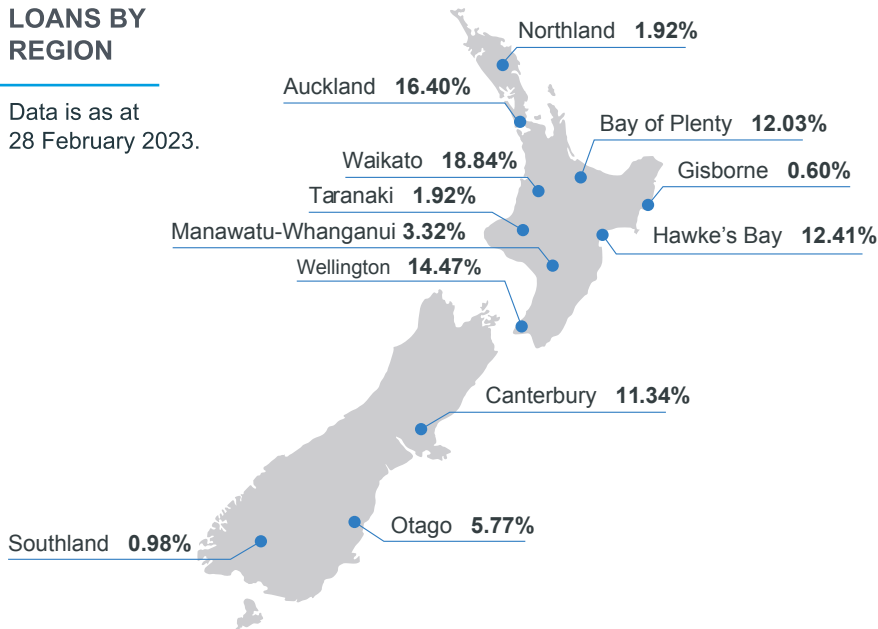 LOANS BY
REGION
Data is as at
28 February 2023.
Northland 1.92%
Auckland 16.40%
Bay of Plenty 12.03%
Waikato 18.84%
Gisborne 0.60%
Taranaki 1.92%
Manawatu-Whanganui 3.32%
Hawke’s Bay 12.41%
Wellington 14.47%
Canterbury 11.34%
Otago 5.77%
Southland 0.98%